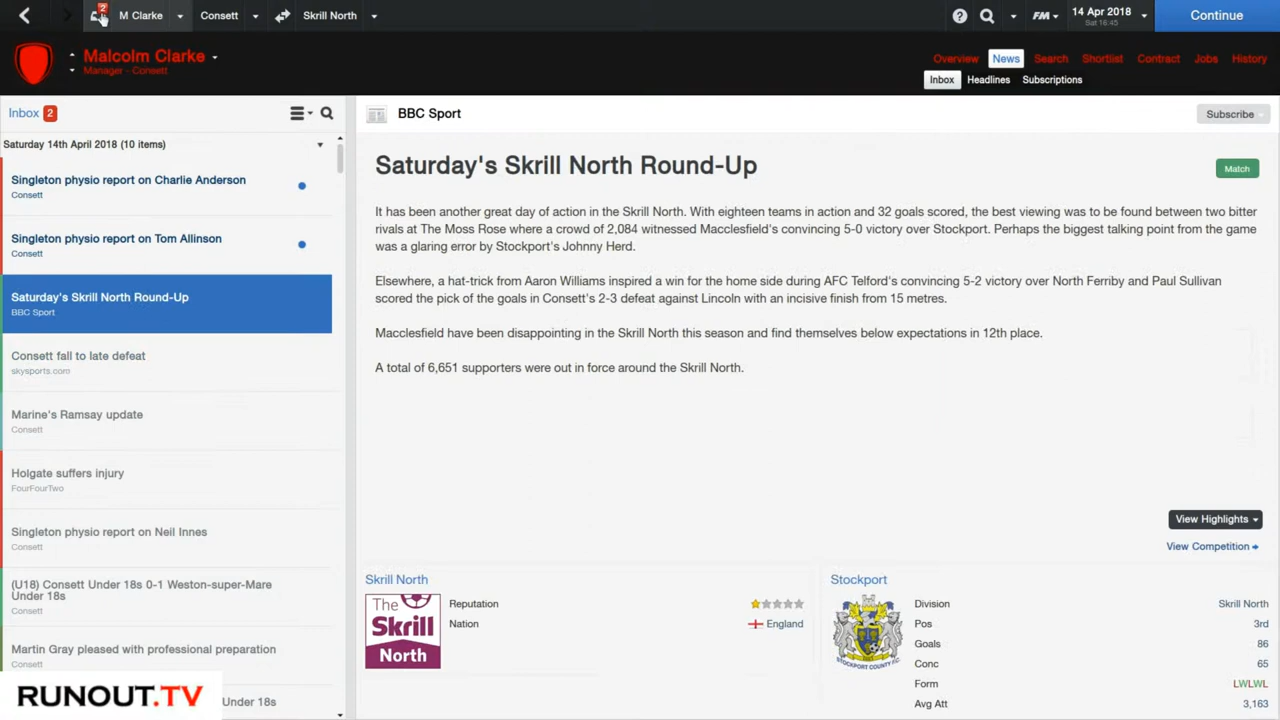 2
M Clarke
Consett
Skrill North
?
FM
14 Apr 2018
Sat 16:45
Continue
Malcolm Clarke
Manager - Consett
Overview
News
Search
Shortlist
Contract
Jobs
History
Inbox
Headlines
Subscriptions
Inbox 2
BBC Sport
Subscribe
Saturday 14th April 2018 (10 items)
Singleton physio report on Charlie Anderson
Consett
Singleton physio report on Tom Allinson
Consett
Saturday's Skrill North Round-Up
BBC Sport
Consett fall to late defeat
skysports.com
Marine's Ramsay update
Consett
Holgate suffers injury
FourFourTwo
Singleton physio report on Neil Innes
Consett
(U18) Consett Under 18s 0-1 Weston-super-Mare
Under 18s
Consett
Martin Gray pleased with professional preparation
Consett
Under 18s
RUNOUT.TV
Saturday's Skrill North Round-Up
Match
It has been another great day of action in the Skrill North. With eighteen teams in action and 32 goals scored, the best viewing was to be found between two bitter
rivals at The Moss Rose where a crowd of 2,084 witnessed Macclesfield's convincing 5-0 victory over Stockport. Perhaps the biggest talking point from the game
was a glaring error by Stockport's Johnny Herd.
Elsewhere, a hat-trick from Aaron Williams inspired a win for the home side during AFC Telford's convincing 5-2 victory over North Ferriby and Paul Sullivan
scored the pick of the goals in Consett's 2-3 defeat against Lincoln with an incisive finish from 15 metres.
Macclesfield have been disappointing in the Skrill North this season and find themselves below expectations in 12th place.
A total of 6,651 supporters were out in force around the Skrill North.
View Highlights
View Competition
Skrill North
The
Skrill
North
Reputation
Nation
England
Stockport
STOCKPORT COUNTY F.C.
Division
Skrill North
Pos
3rd
Goals
86
Conc
65
Form
LWLWL
Avg Att
3,163